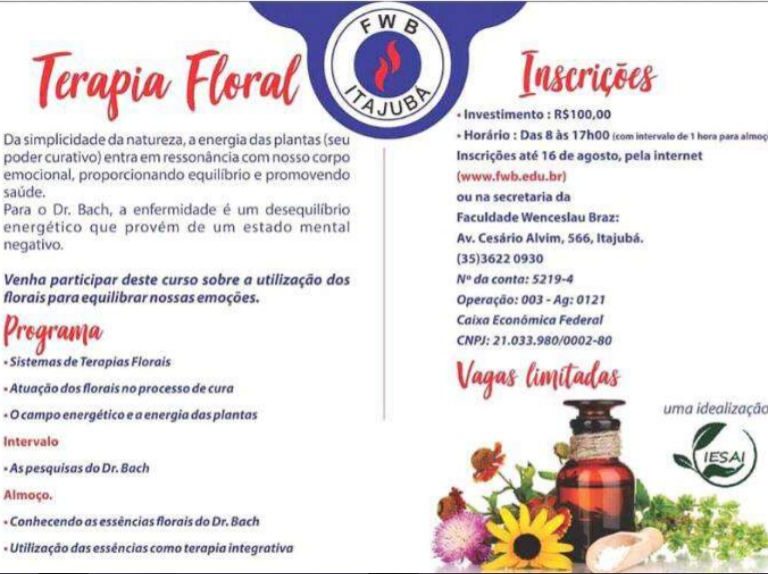 Terapia Floral
Da simplicidade da natureza, a energia das plantas (seu
poder curativo) entra em ressonância com nosso corpo
emocional, proporcionando equilíbrio e promovendo
saúde.
Para o Dr. Bach, a enfermidade é um desequilíbrio
energético que provém de um estado mental
negativo.
Venha participar deste curso sobre a utilização dos
florais para equilibrar nossas emoções.
Programa
• Sistemas de Terapias Florais
• Atuação dos florais no processo de cura
• O campo energético e a energia das plantas
Intervalo
• As pesquisas do Dr. Bach
Almoço.
• Conhecendo as essências florais do Dr. Bach
• Utilização das essências como terapia integrativa
FWB
ITAJUBÁ
Inscrições
• Investimento : R$100,00
• Horário : Das 8 às 17h00 (com intervalo de 1 hora para almoço
Inscrições até 16 de agosto, pela internet
(www.fwb.edu.br)
ou na secretaria da
Faculdade Wenceslau Braz:
Av. Cesário Alvim, 566, Itajubá.
(35)3622 0930
Nº da conta: 5219-4
Operação: 003 - Ag: 0121
Caixa Econômica Federal
CNPJ: 21.033.980/0002-80
Vagas limitadas
uma idealização
IESAI